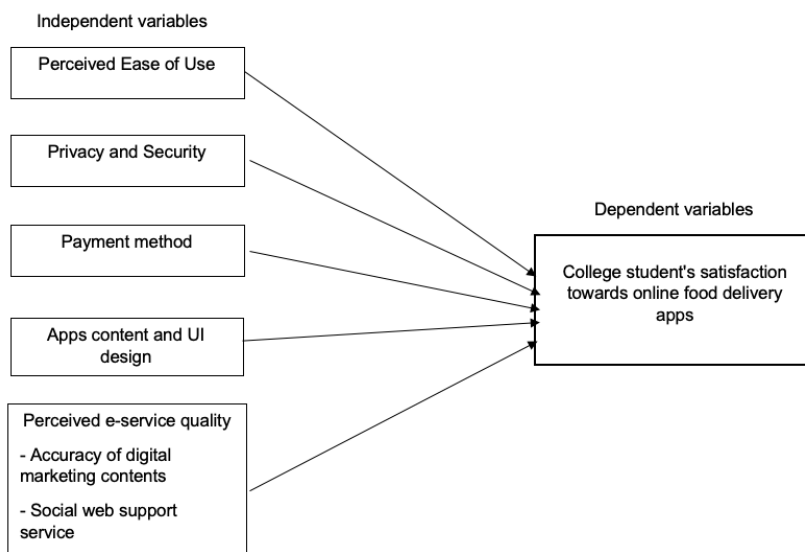 Independent variables
Perceived Ease of Use
Privacy and Security
Payment method
Apps content and UI
design
Perceived e-service quality
- Accuracy of digital
marketing contents
- Social web support
service
Dependent variables
College student's satisfaction
towards online food delivery
apps